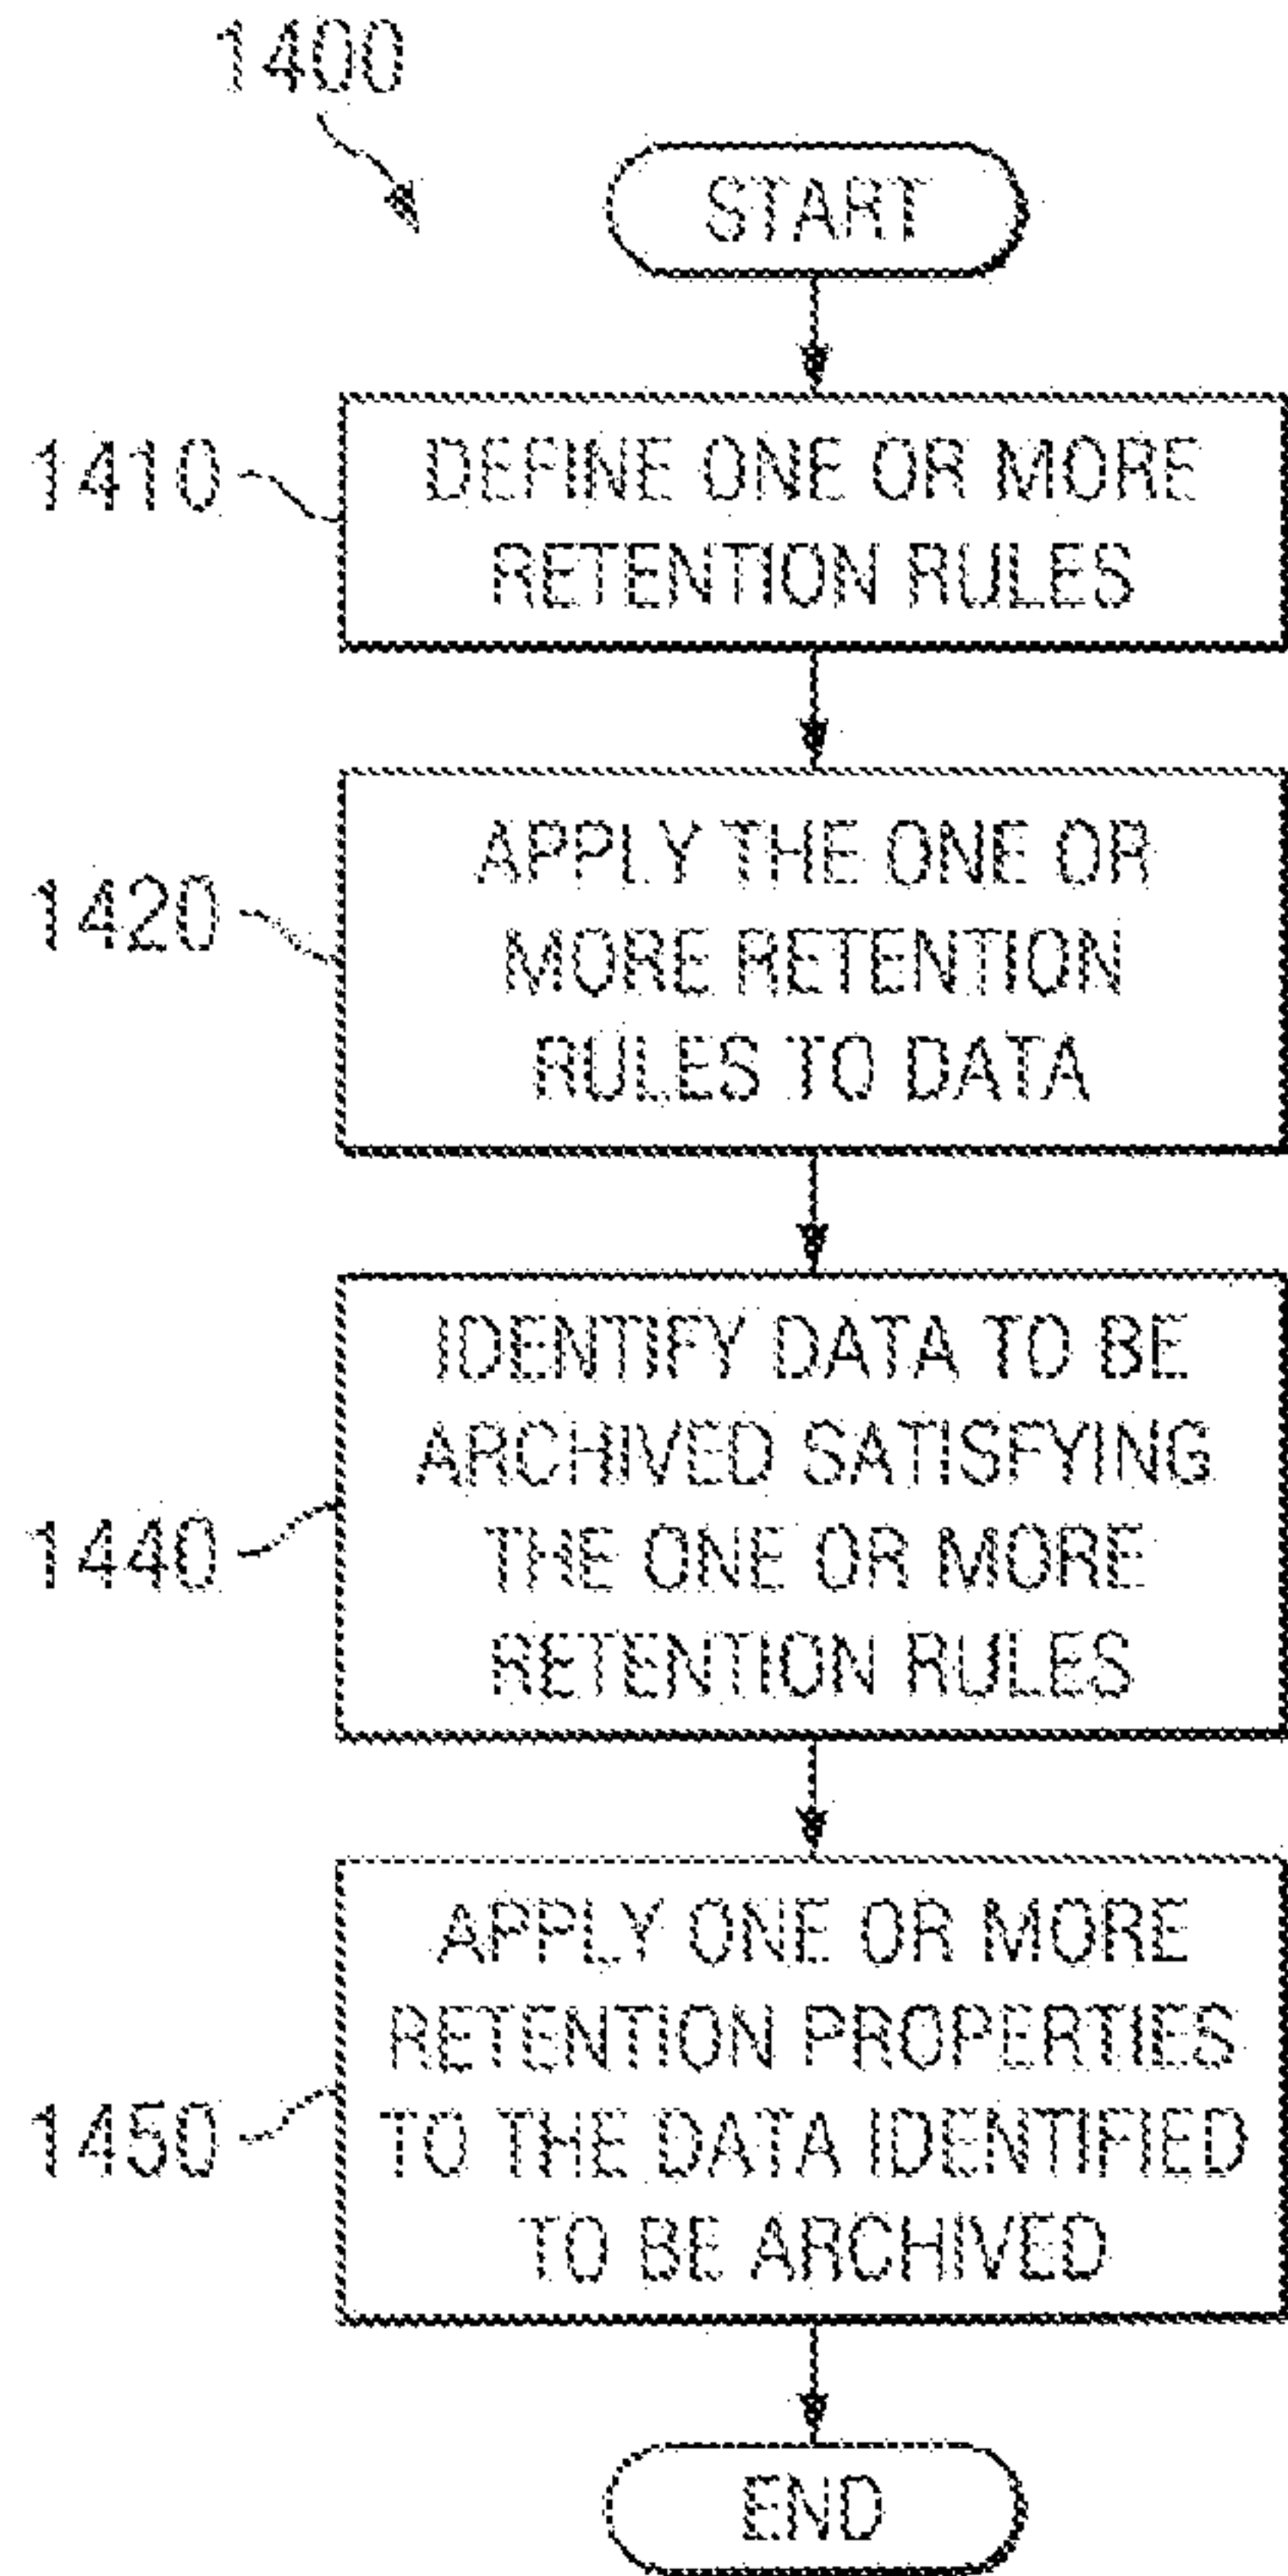 1400
START
1410
DEFINE ONE OR MORE
RETENTION RULES
1420
APPLY THE ONE OR
MORE RETENTION
RULES TO DATA
1440
IDENTIFY DATA TO BE
ARCHIVED SATISFYING
THE ONE OR MORE
RETENTION RULES
1450
APPLY ONE OR MORE
RETENTION PROPERTIES
TO THE DATA IDENTIFIED
TO BE ARCHIVED
END